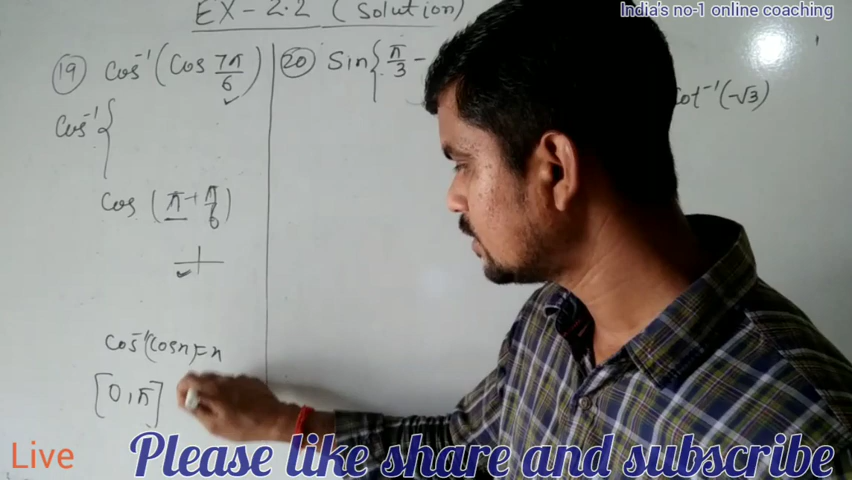 EX-2.2 (Solution)
India's no-1 online coaching
19 Cos⁻¹ (Cos 7π/6)
20 Sin{π/3 -
cot⁻¹(-√3)
Cos⁻¹{
Cos (π+π/6)
Cos⁻¹(Cosx)=x
[0,π]
Live
Please like share and subscribe